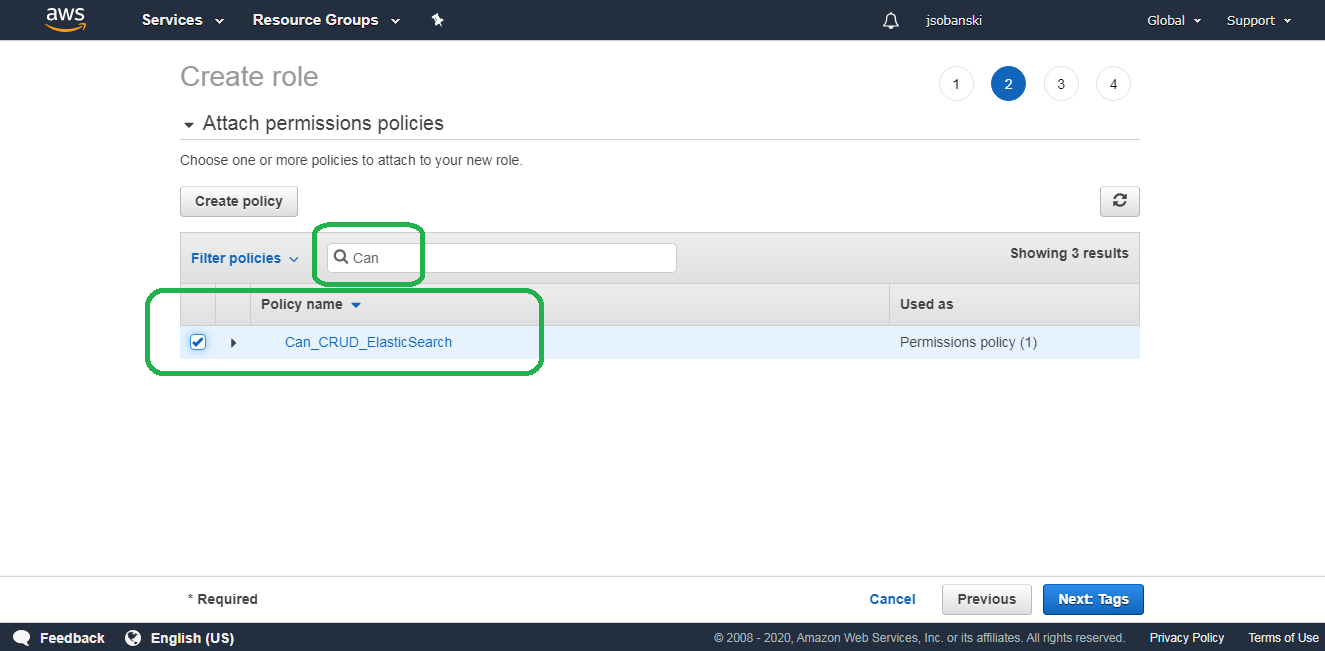 aws Services Resource Groups jsobanski Global Support
Create role
1 2 3 4
Attach permissions policies
Choose one or more policies to attach to your new role.
Create policy
Filter policies Can Showing 3 results
Policy name Used as
Can_CRUD_ElasticSearch Permissions policy (1)
* Required Cancel Previous Next: Tags
Feedback English (US) © 2008 - 2020, Amazon Web Services, Inc. or its affiliates. All rights reserved. Privacy Policy Terms of Use